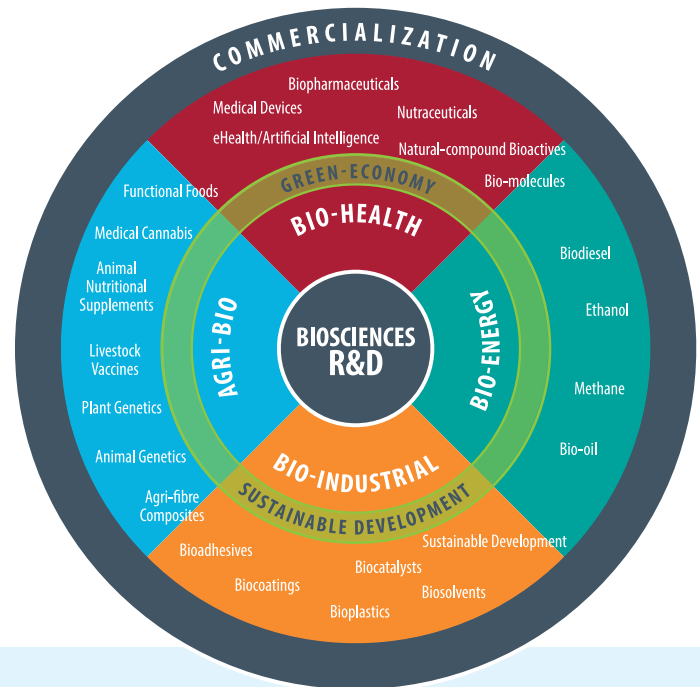 COMMERCIALIZATION
Biopharmaceuticals
Medical Devices
Nutraceuticals
eHealth/Artificial Intelligence
Natural-compound Bioactives
Bio-molecules
GREEN-ECONOMY
BIO-HEALTH
Functional Foods
Medical Cannabis
Animal
Nutritional
Supplements
Livestock
Vaccines
Plant Genetics
Animal Genetics
Agri-fibre
Composites
AGRI-BIO
BIOSCIENCES
R&D
BIO-ENERGY
Biodiesel
Ethanol
Methane
Bio-oil
BIO-INDUSTRIAL
SUSTAINABLE DEVELOPMENT
Sustainable Development
Bioadhesives
Biocatalysts
Biocoatings
Biosolvents
Bioplastics